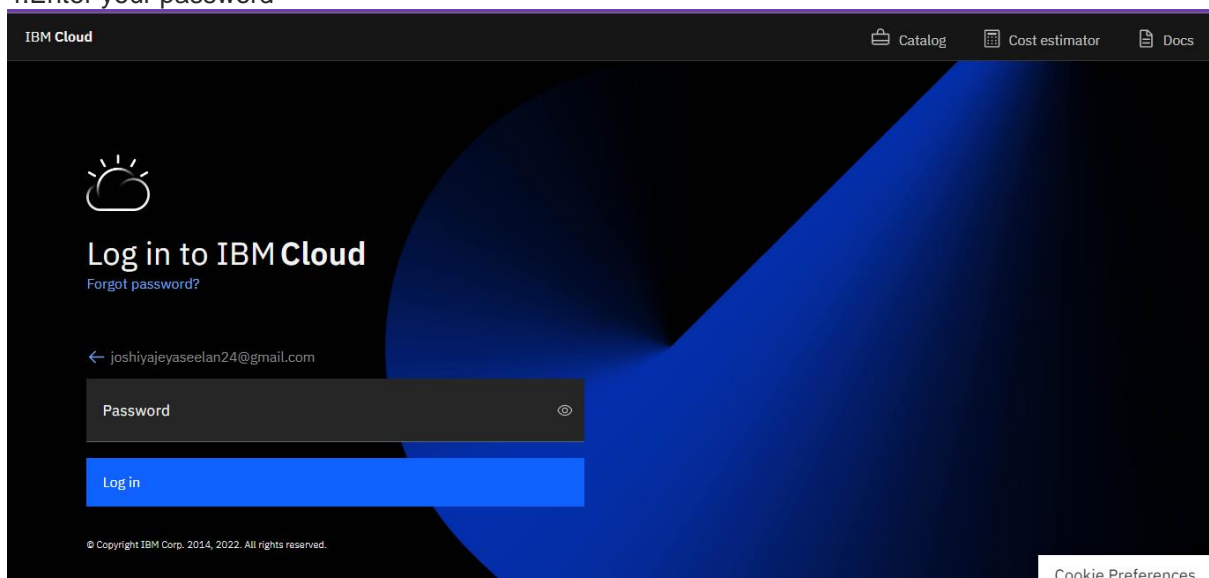 4.Enter your password
IBM Cloud Catalog Cost estimator Docs
Log in to IBM Cloud
Forgot password?
← joshiyajeyaseelan24@gmail.com
Password
Log in
© Copyright IBM Corp. 2014, 2022. All rights reserved.
Cookie Preferences